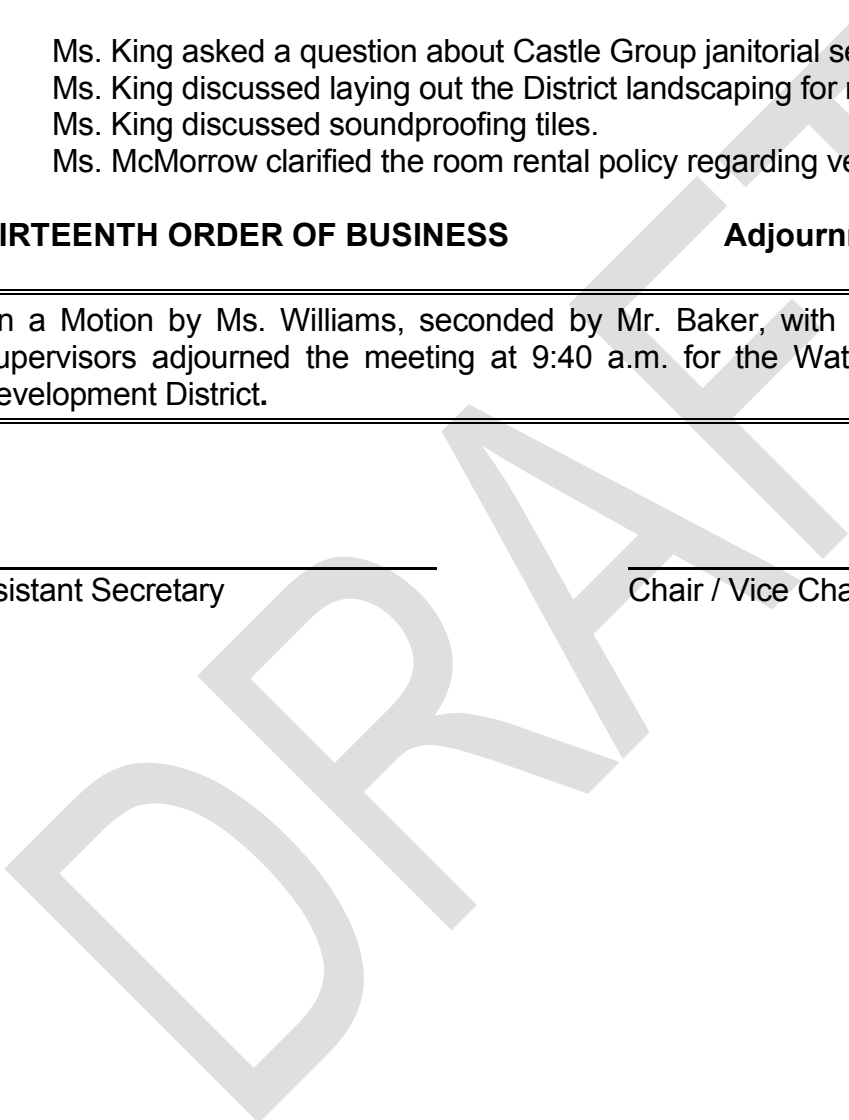 Ms. King asked a question about Castle Group janitorial
Ms. King discussed laying out the District landscaping for
Ms. King discussed soundproofing tiles.
Ms. McMorrow clarified the room rental policy regarding
IRTEENTH ORDER OF BUSINESS Adjourn
n a Motion by Ms. Williams, seconded by Mr. Baker, with
upervisors adjourned the meeting at 9:40 a.m. for the Wat
evelopment District.
sistant Secretary Chair / Vice Cha
DRAFT